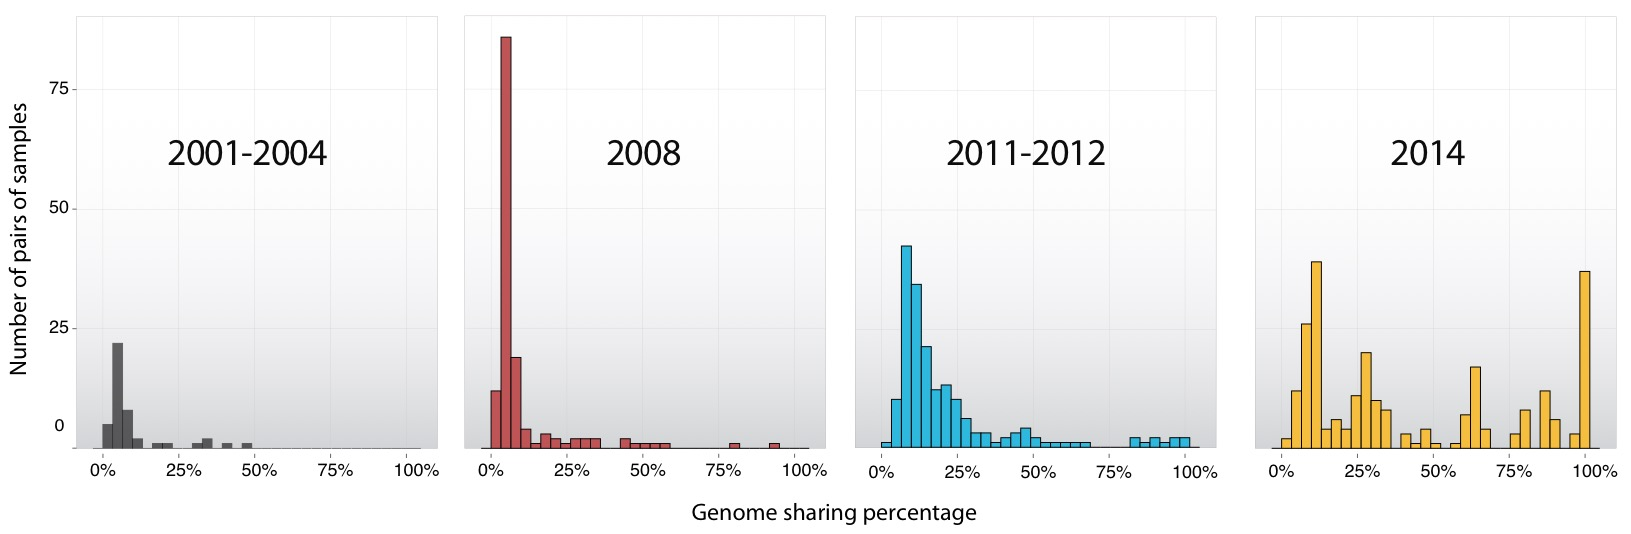 Number of pairs of samples
75
50
25
0
2001-2004
2008
2011-2012
2014
0% 25% 50% 75% 100%
0% 25% 50% 75% 100%
0% 25% 50% 75% 100%
0% 25% 50% 75% 100%
Genome sharing percentage